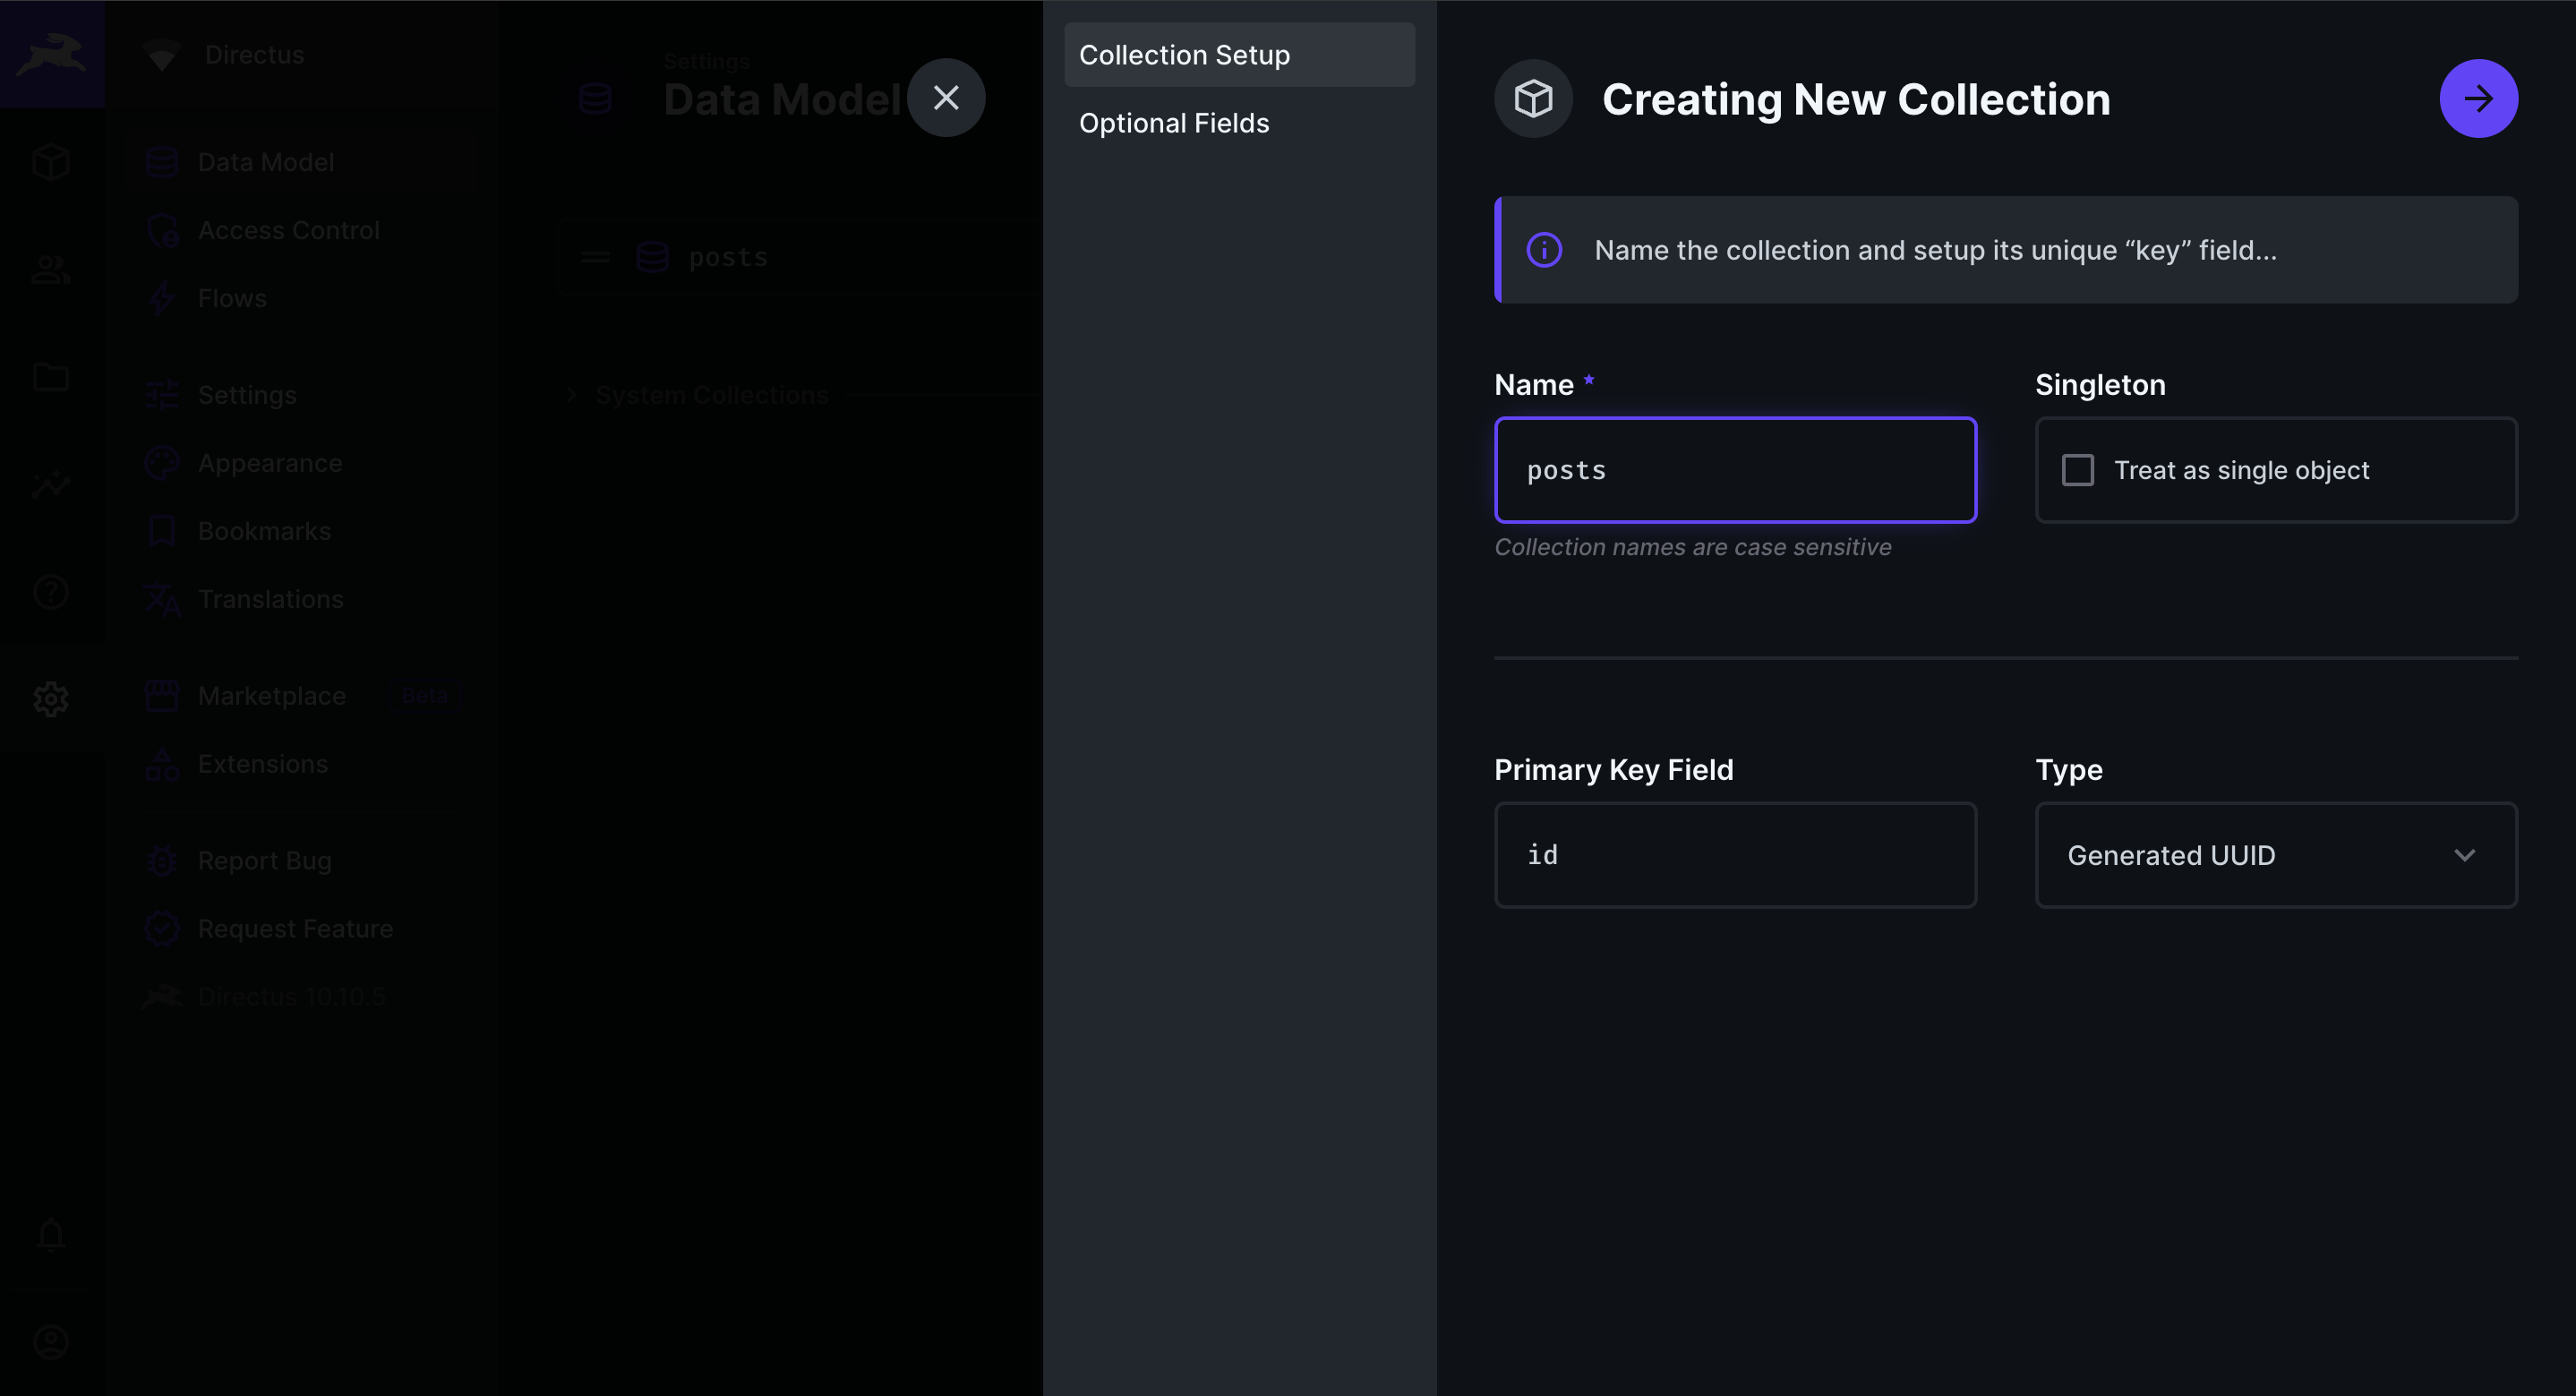 Directus
Data Model
Access Control
Flows
Settings
Appearance
Bookmarks
Translations
Marketplace
Beta
Extensions
Report Bug
Request Feature
Directus 10.10.5
Settings
Data Model
posts
System Collections
Collection Setup
Optional Fields
Creating New Collection
Name the collection and setup its unique “key” field...
Name *
posts
Collection names are case sensitive
Singleton
Treat as single object
Primary Key Field
id
Type
Generated UUID